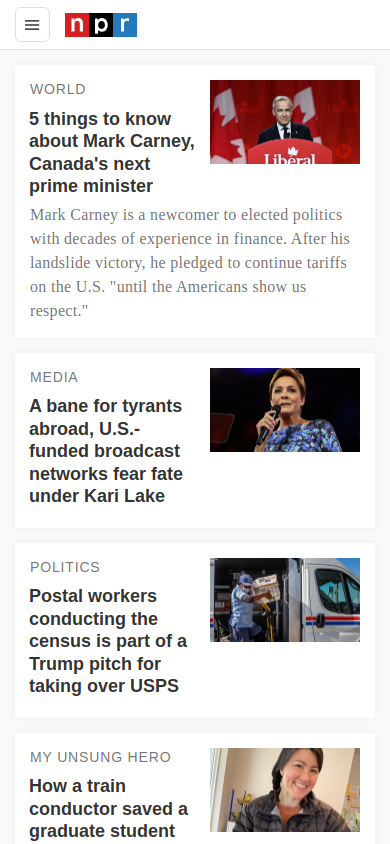 npr
WORLD
5 things to know
about Mark Carney,
Canada's next
prime minister
Liberal
Mark Carney is a newcomer to elected politics
with decades of experience in finance. After his
landslide victory, he pledged to continue tariffs
on the U.S. "until the Americans show us
respect."
MEDIA
A bane for tyrants
abroad, U.S.-
funded broadcast
networks fear fate
under Kari Lake
POLITICS
Postal workers
conducting the
census is part of a
Trump pitch for
taking over USPS
MY UNSUNG HERO
How a train
conductor saved a
graduate student